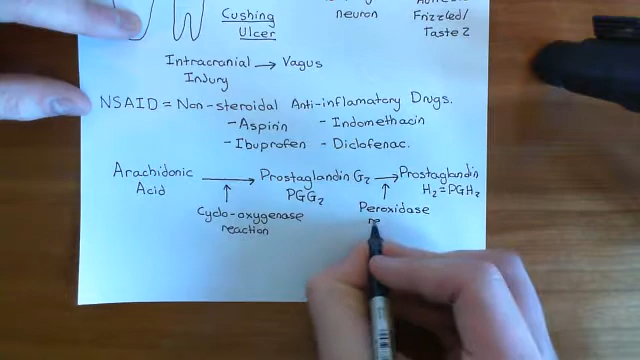 Cushing
Ulcer
neuron
Frizzled/
Taste 2
Intracranial → Vagus
Injury
NSAID = Non-steroidal Anti-inflamatory Drugs.
- Aspirin - Indomethacin
- Ibuprofen - Diclofenac.
Arachidonic → Prostaglandin G2 → Prostaglandin
Acid PGG2 H2 = PGH2
Cyclo-oxygenase Peroxidase
reaction